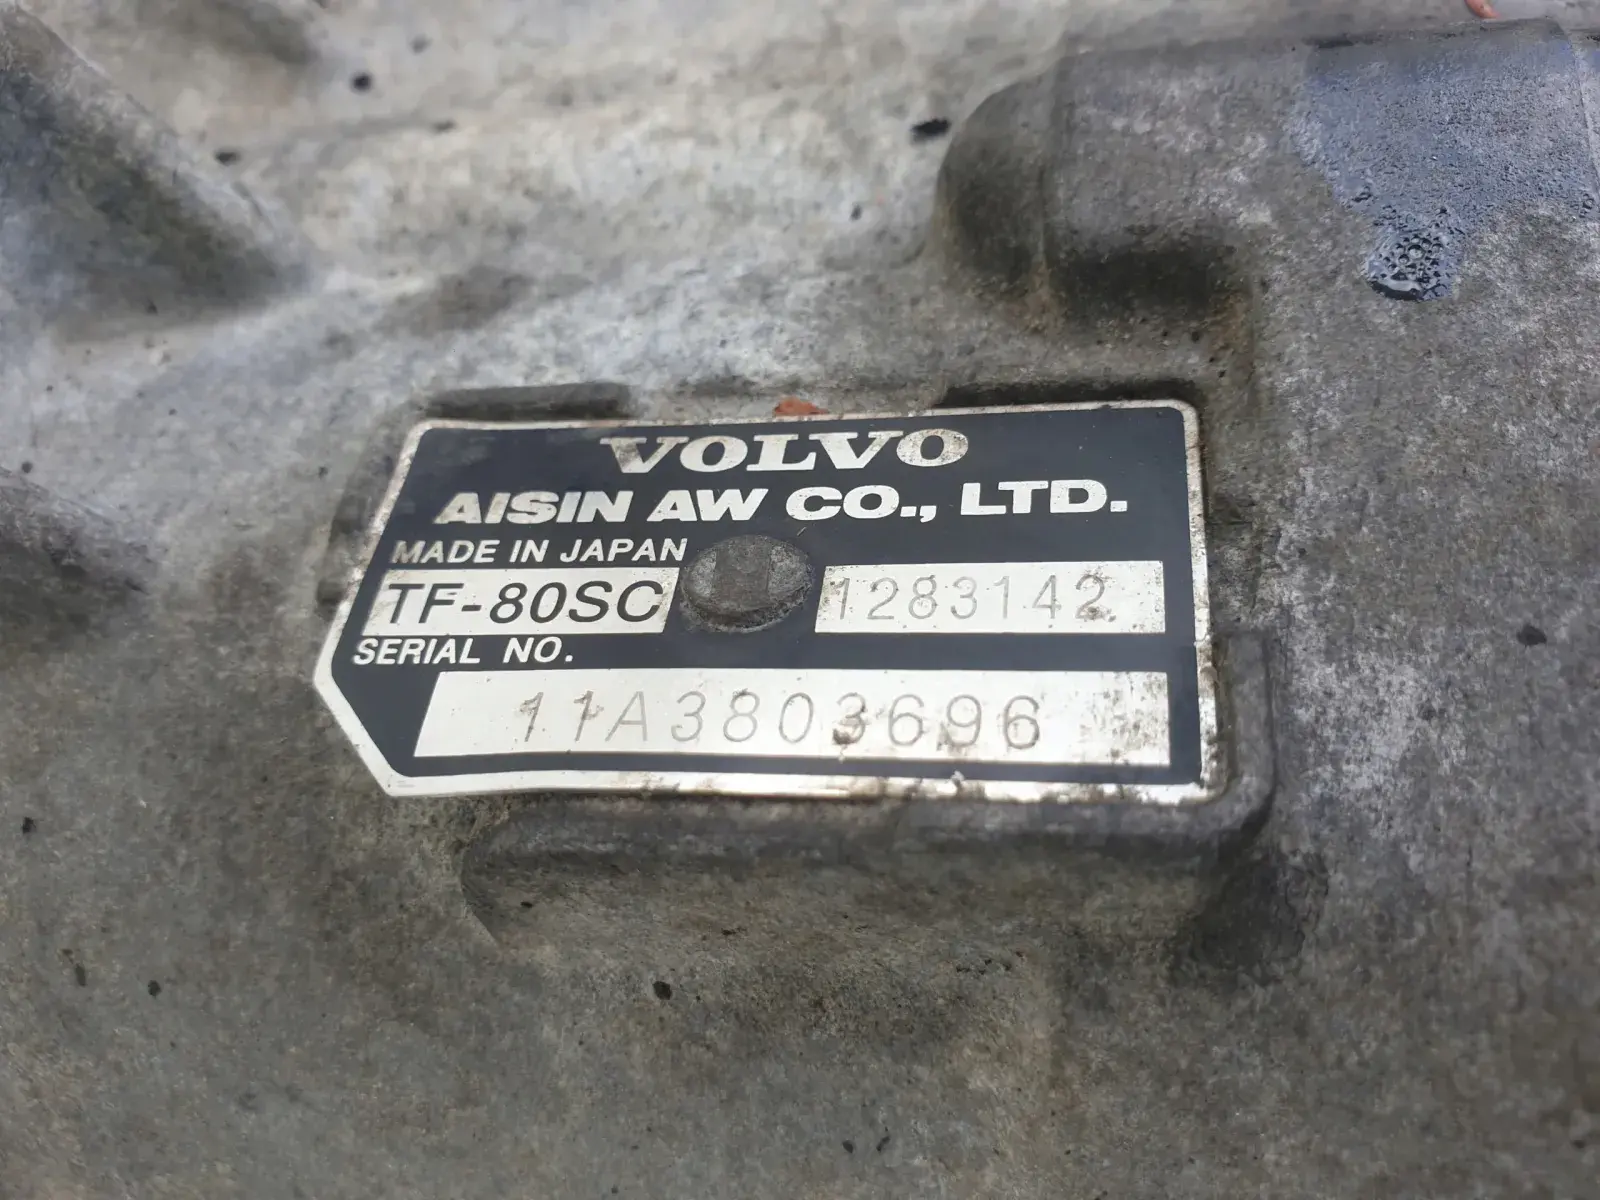 VOLVO
AISIN AW CO., LTD.
MADE IN JAPAN
TF-80SC 1283142
SERIAL NO.
11A3803696